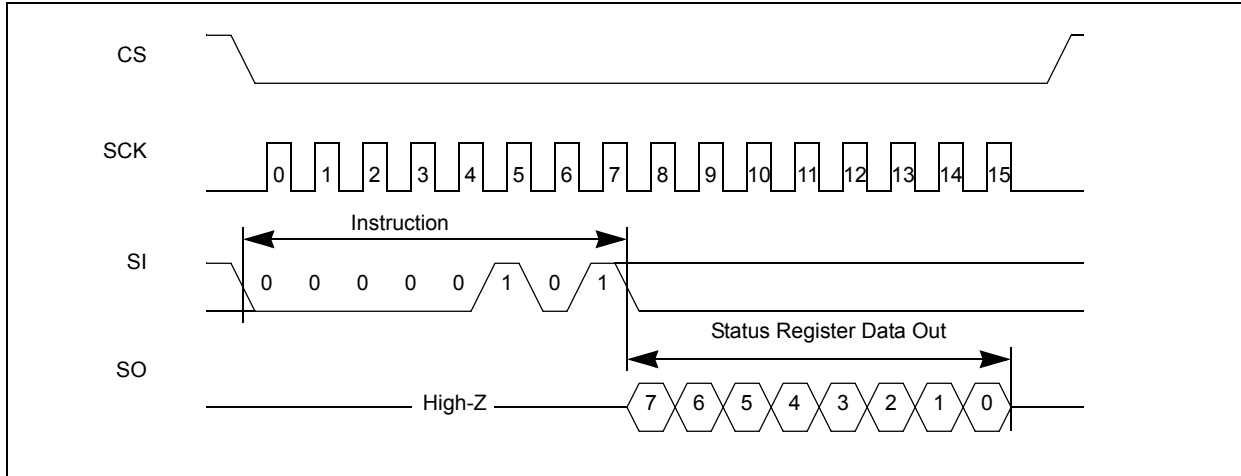 CS
SCK
0 1 2 3 4 5 6 7 8 9 10 11 12 13 14 15
Instruction
SI
0 0 0 0 0 1 0 1
Status Register Data Out
SO
High-Z
7 6 5 4 3 2 1 0